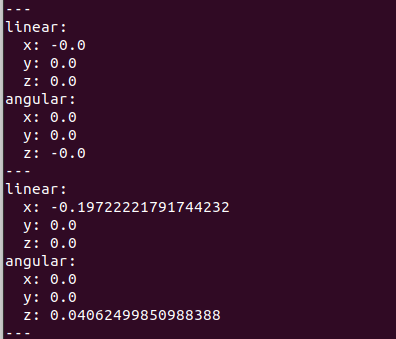 ---
linear:
  x: -0.0
  y: 0.0
  z: 0.0
angular:
  x: 0.0
  y: 0.0
  z: -0.0
---
linear:
  x: -0.19722221791744232
  y: 0.0
  z: 0.0
angular:
  x: 0.0
  y: 0.0
  z: 0.04062499850988388
---